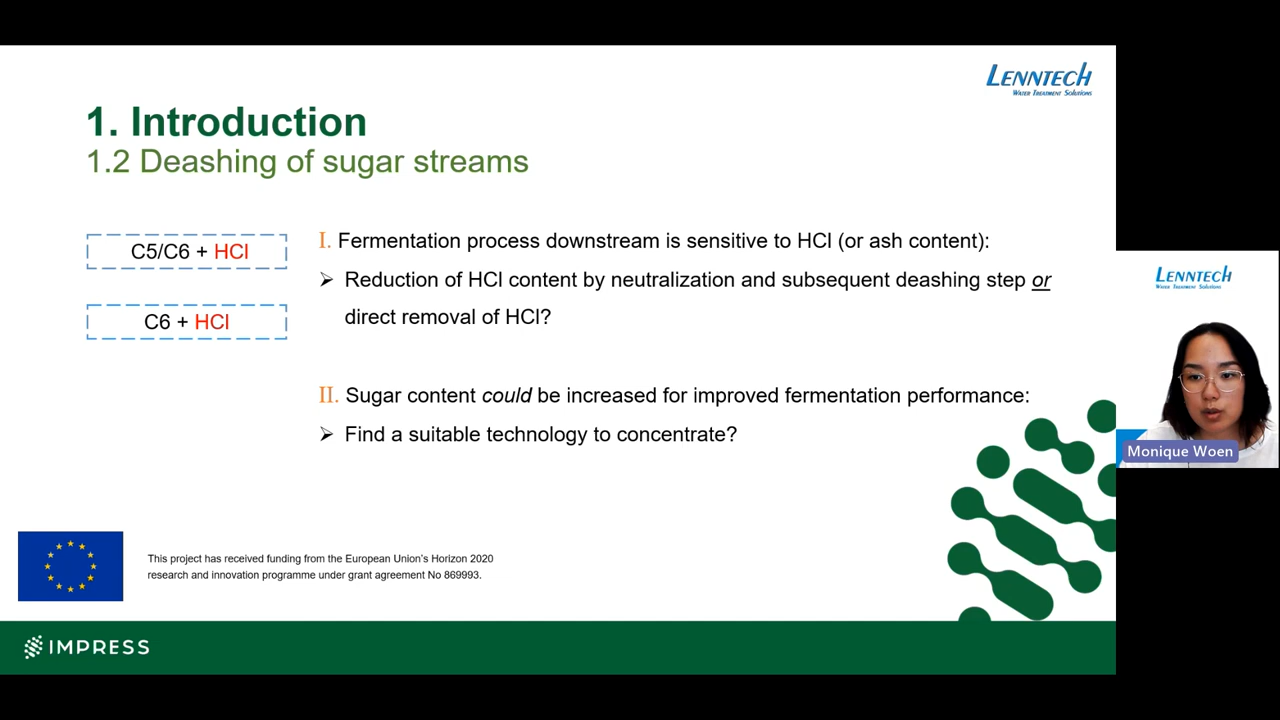 LENNTECH
WATER TREATMENT SOLUTIONS
1. Introduction
1.2 Deashing of sugar streams
C5/C6 + HCl
C6 + HCl
I. Fermentation process downstream is sensitive to HCl (or ash content):
➢ Reduction of HCl content by neutralization and subsequent deashing step or
direct removal of HCl?
II. Sugar content could be increased for improved fermentation performance:
➢ Find a suitable technology to concentrate?
This project has received funding from the European Union's Horizon 2020
research and innovation programme under grant agreement No 869993.
IMPRESS
LENNTECH
WATER TREATMENT SOLUTIONS
Monique Woen